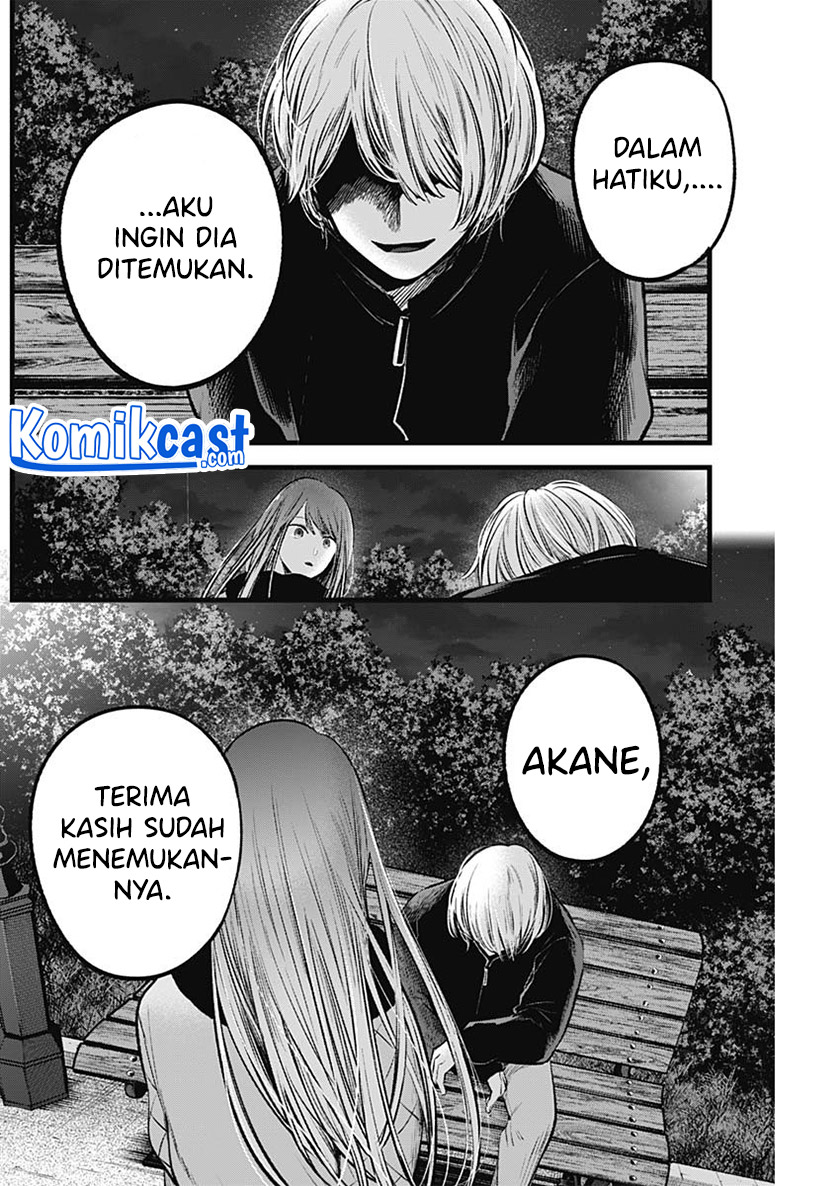 DALAM
HATIKU,....
...AKU
INGIN DIA
DITEMUKAN.
Komikcast
.com
AKANE,
TERIMA
KASIH SUDAH
MENEMUKAN-
NYA.